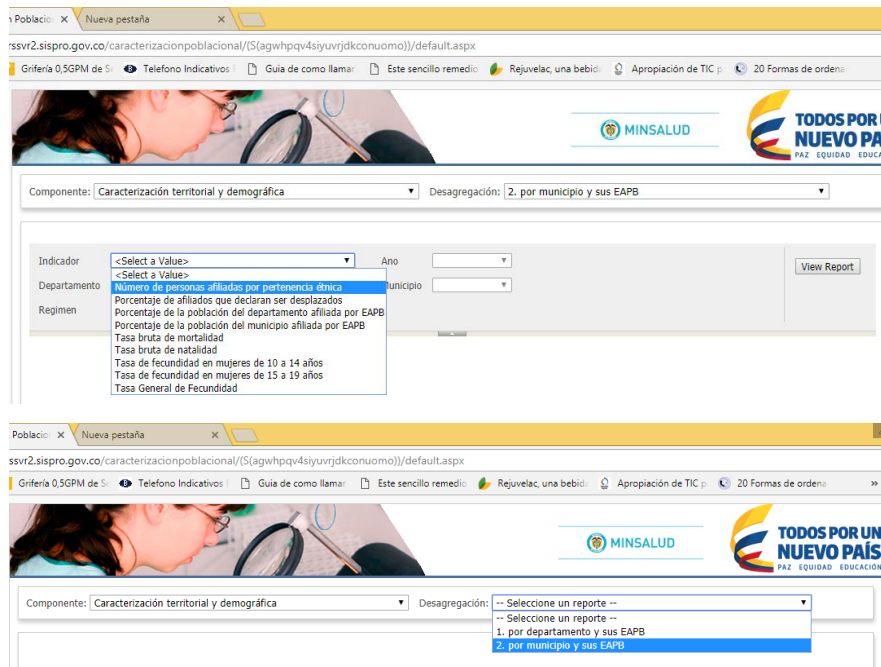 Poblacio Nueva pestaña
rssvr2.sispro.gov.co/caracterizacionpoblacional/(S(agwhpqv4siyuvrjdkconuomo))/default.aspx
Grifería 0,5GPM de S Telefono Indicativos Guia de como llamar Este sencillo remedio Rejuvelac, una bebid Apropiación de TIC p 20 Formas de ordena
MINSALUD
TODOS POR
NUEVO PA
PAZ EQUIDAD EDUCA
Componente: Caracterización territorial y demográfica Desagregación: 2. por municipio y sus EAPB
Indicador <Select a Value> Ano
<Select a Value>
Departamento Número de personas afiliadas por pertenencia étnica Municipio
Porcentaje de afiliados que declaran ser desplazados
View Report
Regimen Porcentaje de la población del departamento afiliada por EAPB
Porcentaje de la población del municipio afiliada por EAPB
Tasa bruta de mortalidad
Tasa bruta de natalidad
Tasa de fecundidad en mujeres de 10 a 14 años
Tasa de fecundidad en mujeres de 15 a 19 años
Tasa General de Fecundidad
Poblacio Nueva pestaña
ssvr2.sispro.gov.co/caracterizacionpoblacional/(S(agwhpqv4siyuvrjdkconuomo))/default.aspx
Grifería 0,5GPM de S Telefono Indicativos Guia de como llamar Este sencillo remedio Rejuvelac, una bebid Apropiación de TIC p 20 Formas de ordena »
MINSALUD
TODOS POR UN
NUEVO PAÍS
PAZ EQUIDAD EDUCACIÓN
Componente: Caracterización territorial y demográfica Desagregación: -- Seleccione un reporte --
-- Seleccione un reporte --
1. por departamento y sus EAPB
2. por municipio y sus EAPB